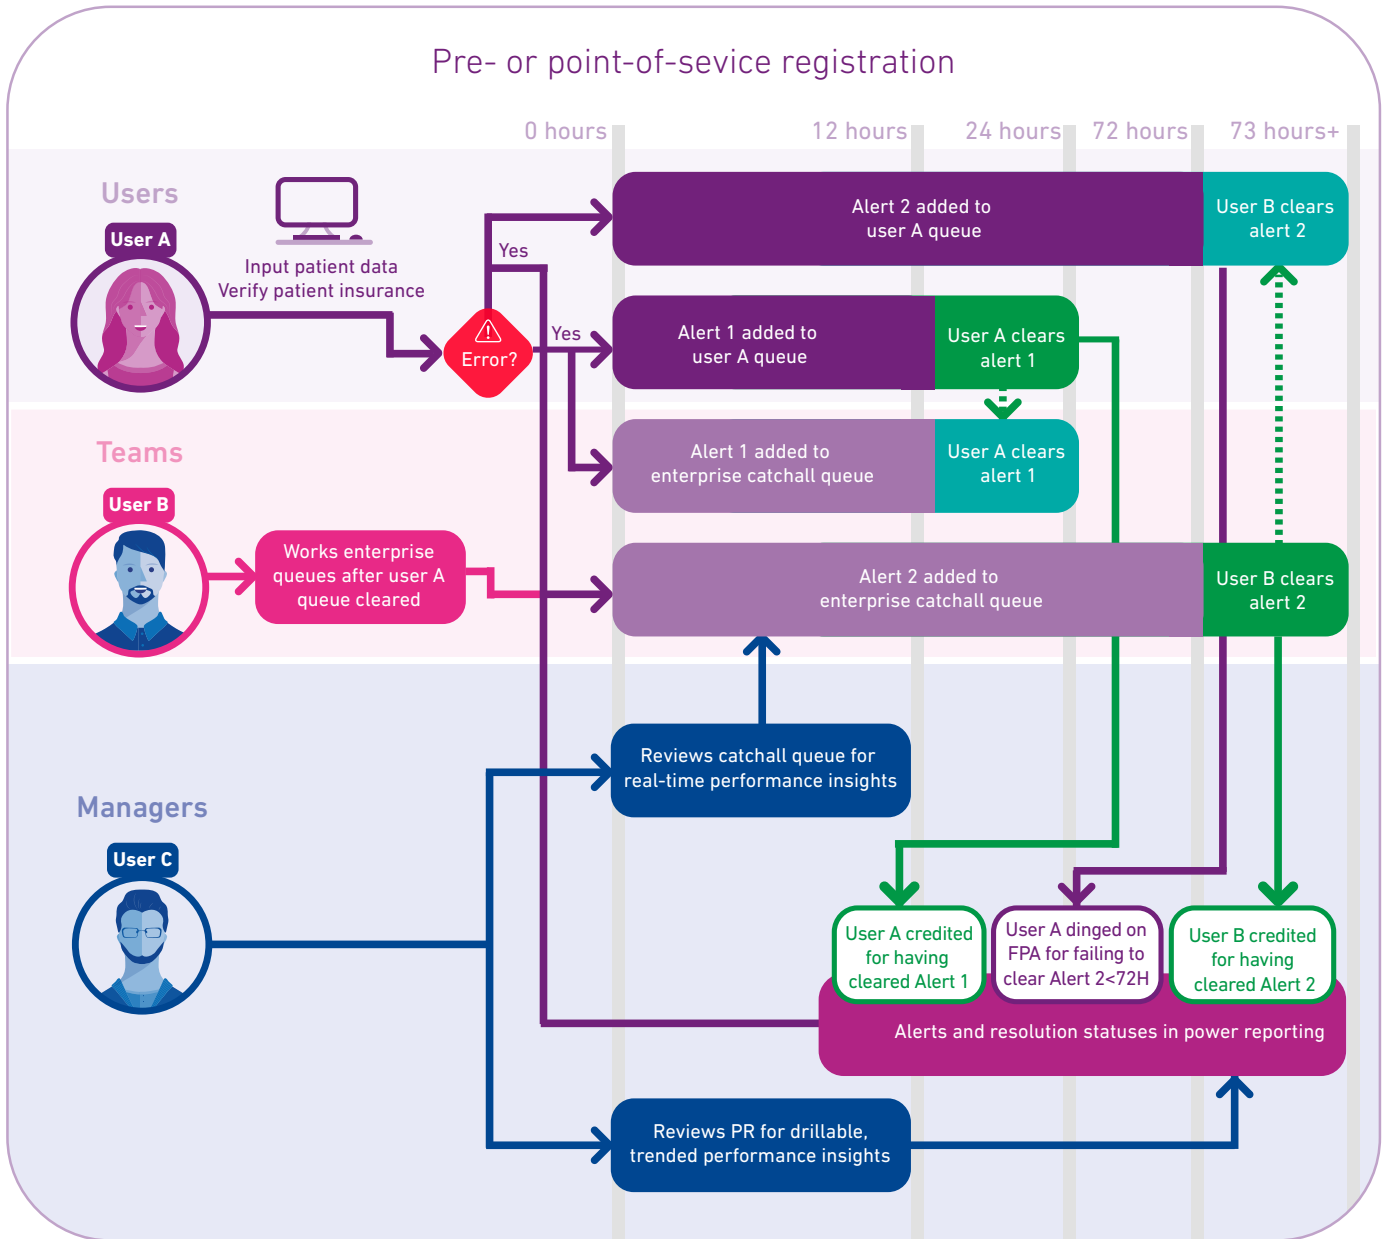 Pre- or point-of-sevice registration
0 hours
12 hours
24 hours
72 hours
73 hours+
Users
User A
Input patient data
Verify patient insurance
Error?
Yes
Yes
Alert 2 added to
user A queue
User B clears
alert 2
Alert 1 added to
user A queue
User A clears
alert 1
Teams
User B
Works enterprise
queues after user A
queue cleared
Alert 1 added to
enterprise catchall queue
User A clears
alert 1
Alert 2 added to
enterprise catchall queue
User B clears
alert 2
Managers
User C
Reviews catchall queue for
real-time performance insights
User A credited
for having
cleared Alert 1
User A dinged on
FPA for failing to
clear Alert 2<72H
User B credited
for having
cleared Alert 2
Alerts and resolution statuses in power reporting
Reviews PR for drillable,
trended performance insights